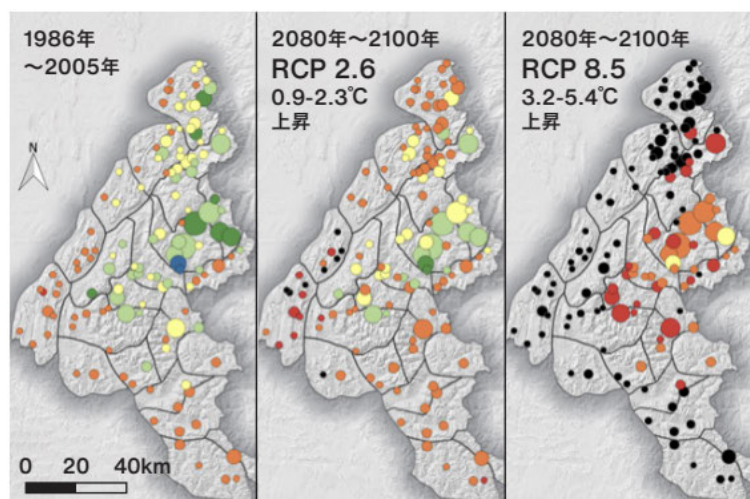 1986年
～2005年
N
0 20 40km
2080年～2100年
RCP 2.6
0.9-2.3℃
上昇
2080年～2100年
RCP 8.5
3.2-5.4℃
上昇